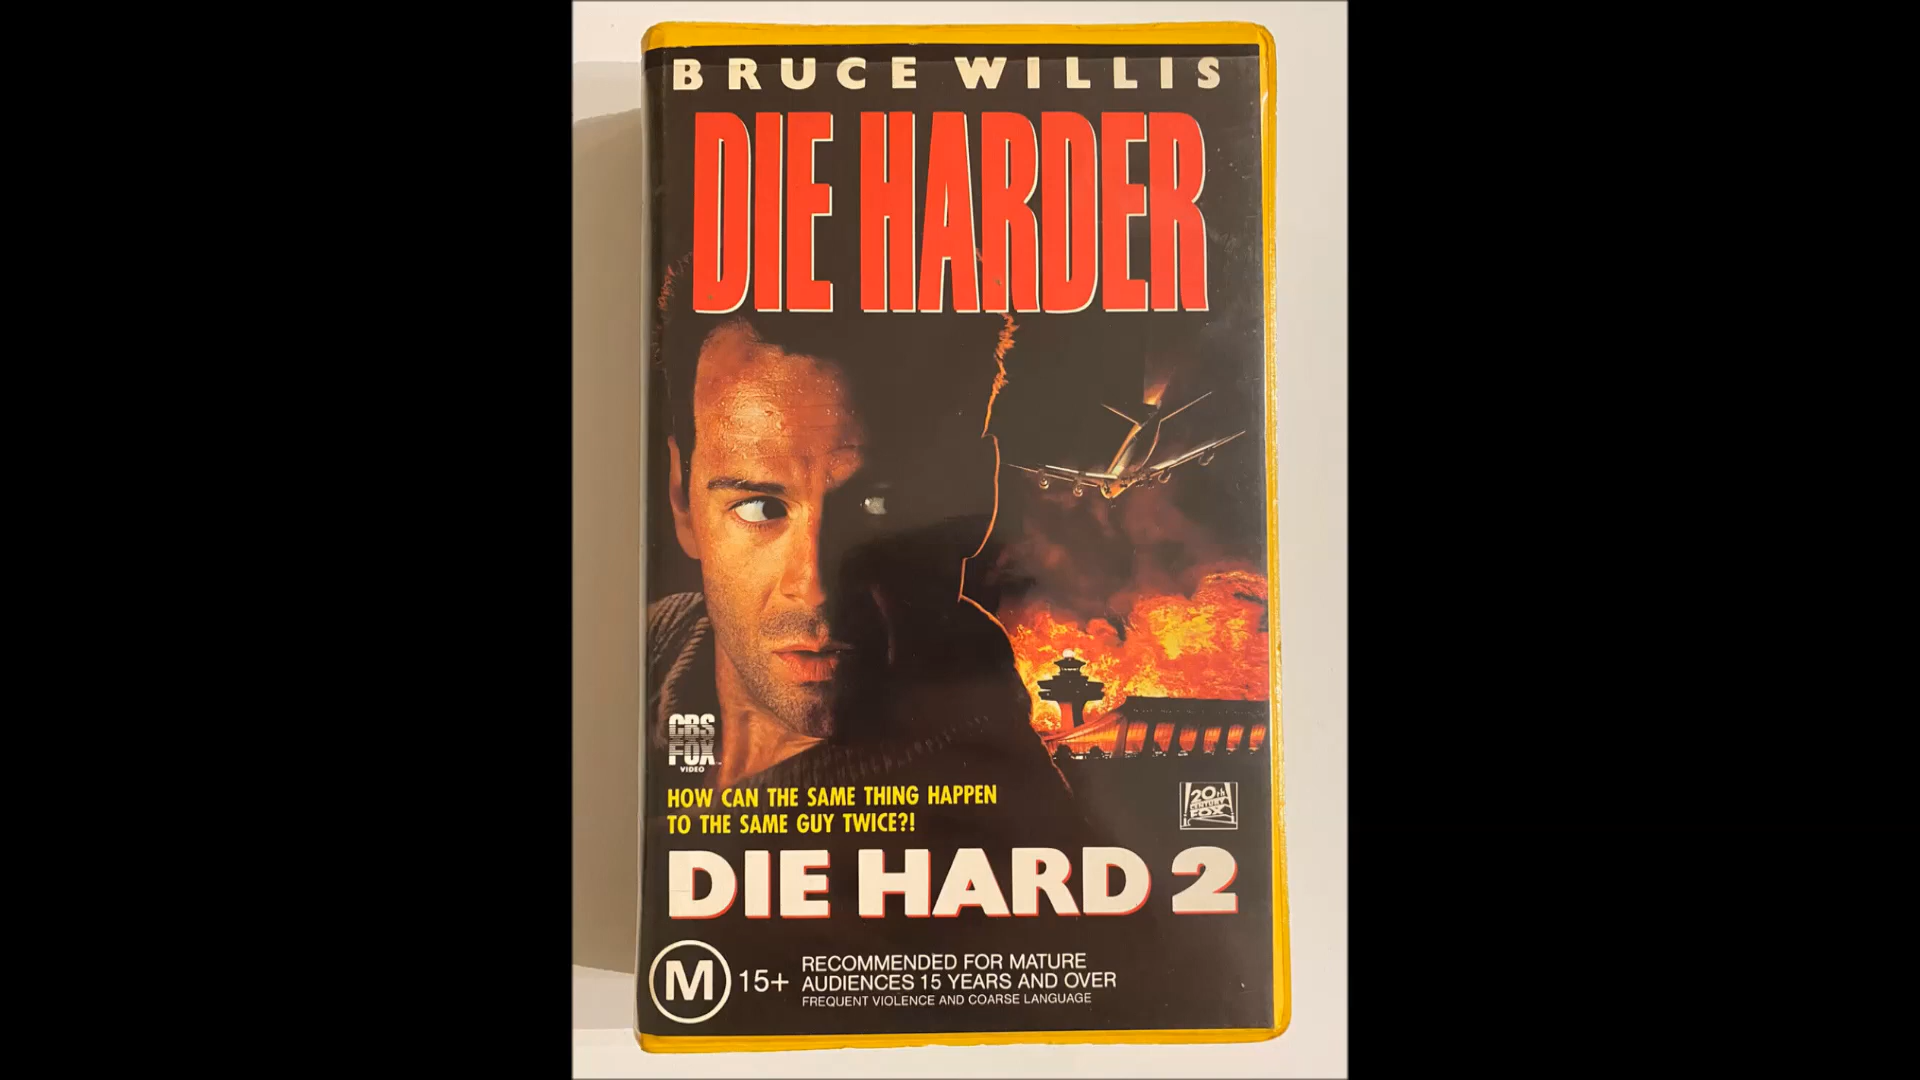 BRUCE WILLIS
DIE HARDER
CBS
FOX
VIDEO
HOW CAN THE SAME THING HAPPEN
TO THE SAME GUY TWICE?!
20th
CENTURY
FOX
DIE HARD 2
M 15+
RECOMMENDED FOR MATURE
AUDIENCES 15 YEARS AND OVER
FREQUENT VIOLENCE AND COARSE LANGUAGE